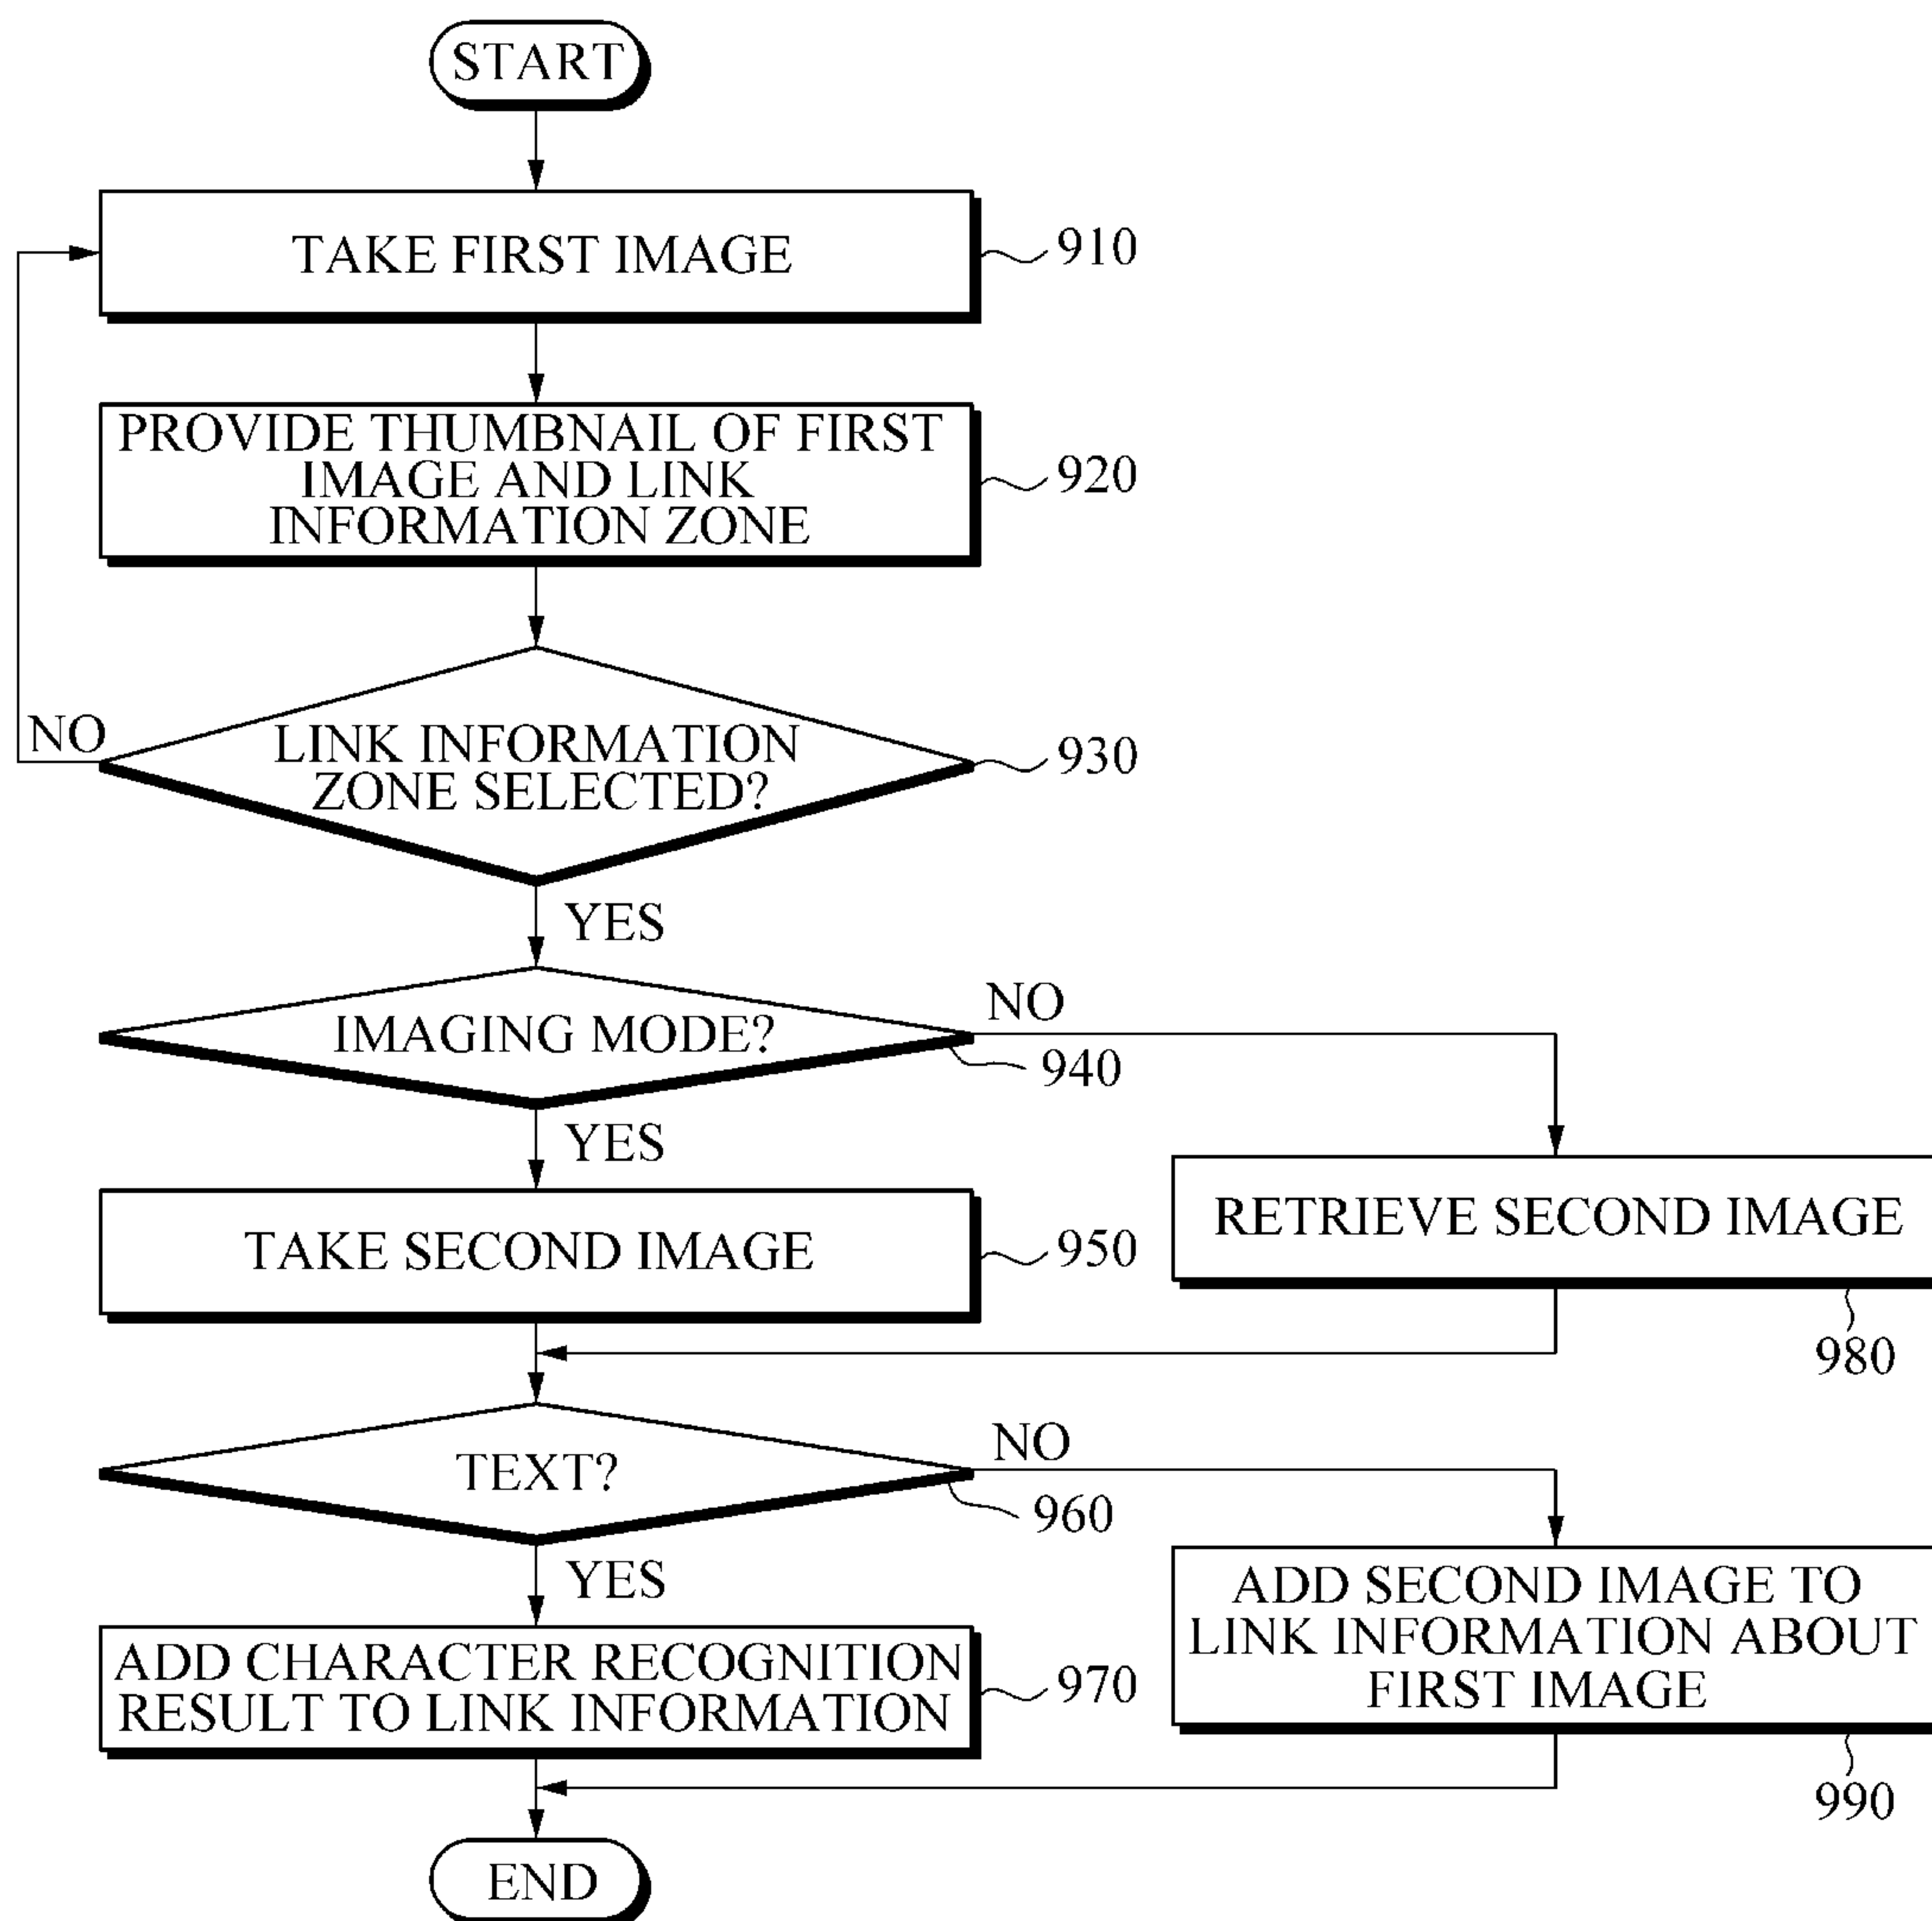 START
TAKE FIRST IMAGE
910
PROVIDE THUMBNAIL OF FIRST
IMAGE AND LINK
INFORMATION ZONE
920
NO
LINK INFORMATION
ZONE SELECTED?
930
YES
IMAGING MODE?
NO
940
YES
TAKE SECOND IMAGE
950
RETRIEVE SECOND IMAGE
980
TEXT?
NO
960
YES
ADD CHARACTER RECOGNITION
RESULT TO LINK INFORMATION
970
ADD SECOND IMAGE TO
LINK INFORMATION ABOUT
FIRST IMAGE
990
END